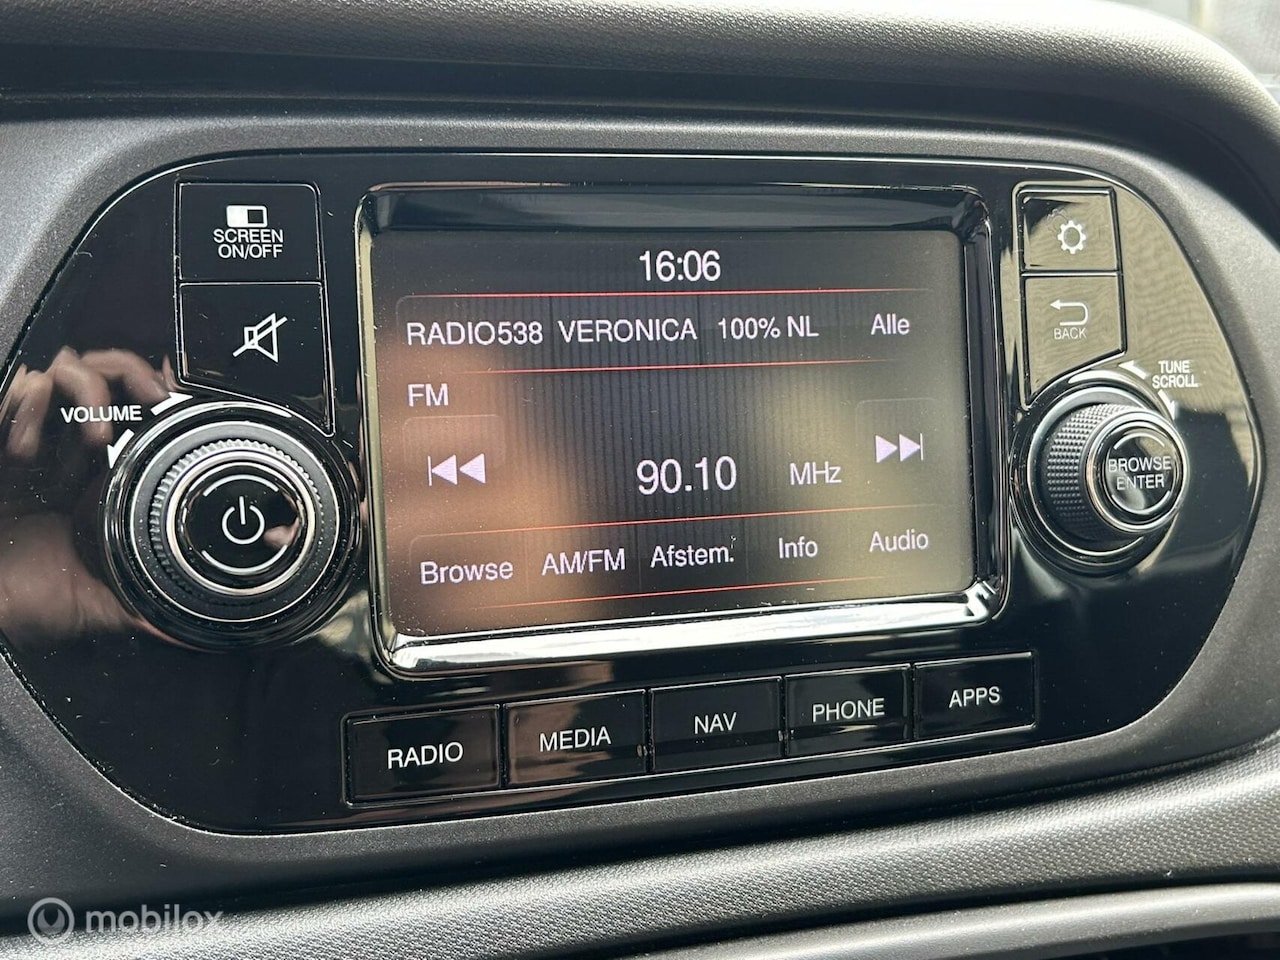 SCREEN
ON/OFF
16:06
RADIO538 VERONICA 100% NL Alle
BACK
FM
VOLUME
TUNE
SCROLL
90.10 MHz
BROWSE
ENTER
Browse AM/FM Afstem. Info Audio
RADIO MEDIA NAV PHONE APPS
mobilox